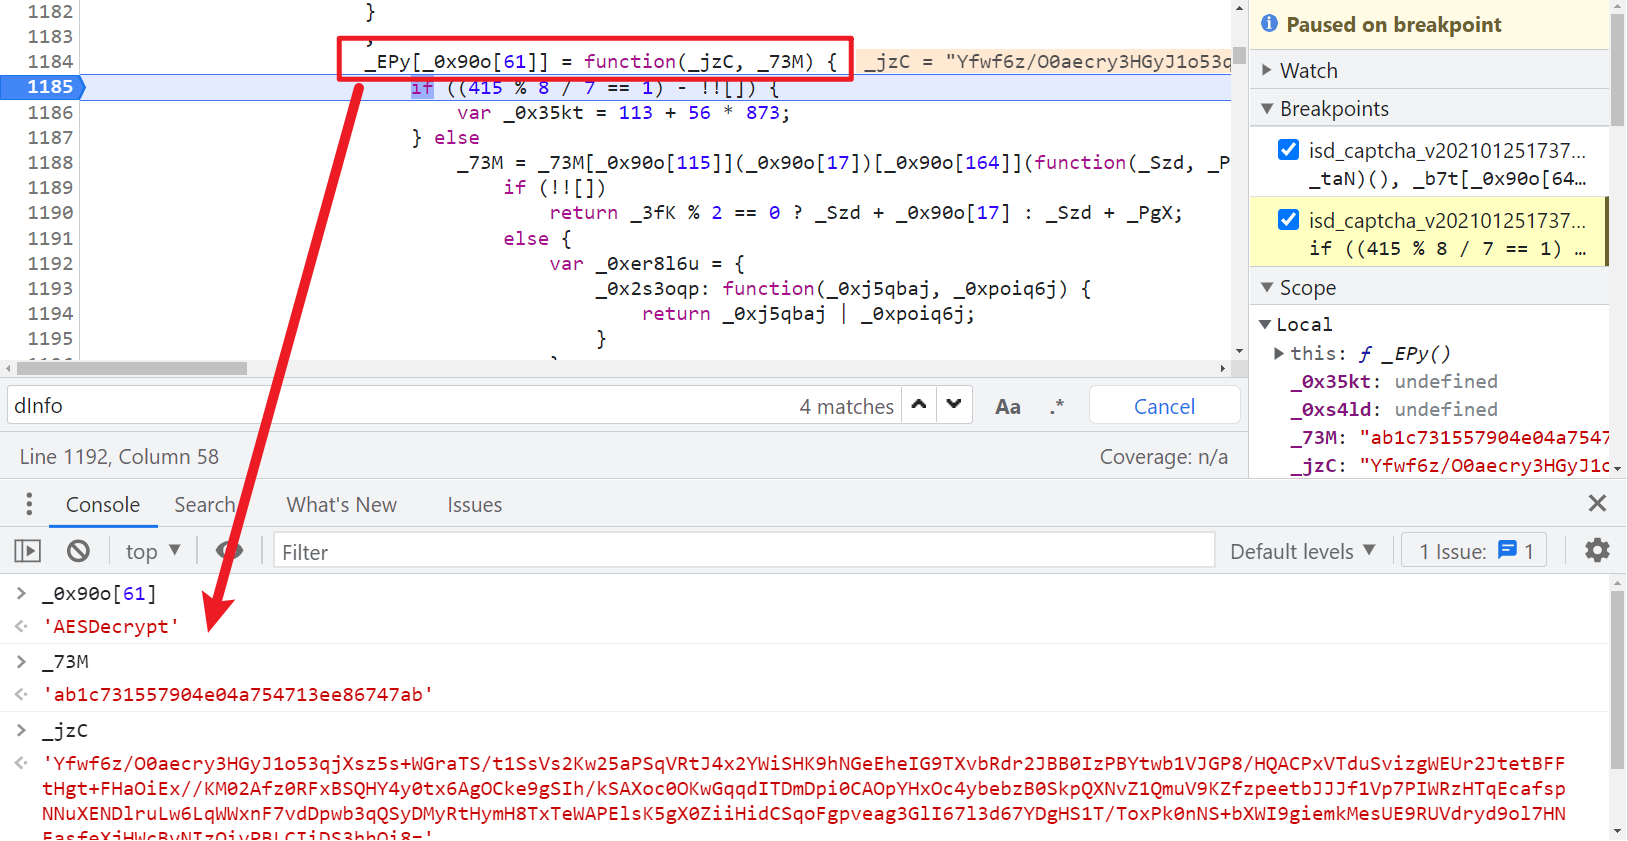 1182 }
1183 ;
1184 _EPy[_0x90o[61]] = function(_jzC, _73M) { _jzC = "Yfwf6z/O0aecry3HGyJ1o53q
1185 if ((415 % 8 / 7 == 1) - !![]) {
1186 var _0x35kt = 113 + 56 * 873;
1187 } else
1188 _73M = _73M[_0x90o[115]](_0x90o[17])[_0x90o[164]](function(_Szd, _P
1189 if (!![])
1190 return _3fK % 2 == 0 ? _Szd + _0x90o[17] : _Szd + _PgX;
1191 else {
1192 var _0xer8l6u = {
1193 _0x2s3oqp: function(_0xj5qbaj, _0xpoiq6j) {
1194 return _0xj5qbaj | _0xpoiq6j;
1195 }
dInfo 4 matches Aa .* Cancel
Line 1192, Column 58 Coverage: n/a
Paused on breakpoint
Watch
Breakpoints
isd_captcha_v202101251737...
_taN)(), _b7t[_0x90o[64...
isd_captcha_v202101251737...
if ((415 % 8 / 7 == 1) ...
Scope
Local
this: ƒ _EPy()
_0x35kt: undefined
_0xs4ld: undefined
_73M: "ab1c731557904e04a7547
_jzC: "Yfwf6z/O0aecry3HGyJ1o
Console Search What's New Issues
top Filter Default levels 1 Issue: 1
> _0x90o[61]
'AESDecrypt'
> _73M
'ab1c731557904e04a754713ee86747ab'
> _jzC
'Yfwf6z/O0aecry3HGyJ1o53qjXsz5s+WGraTS/t1SsVs2Kw25aPSqVRtJ4x2YWiSHK9hNGeEheIG9TXvbRdr2JBB0IzPBYtwb1VJGP8/HQACPxVTduSvizgWEUr2JtetBFF
tHgt+FHaOiEx//KM02Afz0RFxBSQHY4y0tx6AgOCke9gSIh/kSAXoc0OKwGqqdITDmDpi0CAOpYHxOc4ybebzB0SkpQXNvZ1QmuV9KZfzpeetbJJJf1Vp7PIWRzHTqEcafsp
NNuXENDlruLw6LqWWxnF7vdDpwb3qQSyDMyRtHymH8TxTeWAPElsK5gX0ZiiHidCSqoFgpveag3GlI67l3d67YDgHS1T/ToxPk0nNS+bXWI9giemkMesUE9RUVdryd9ol7HN